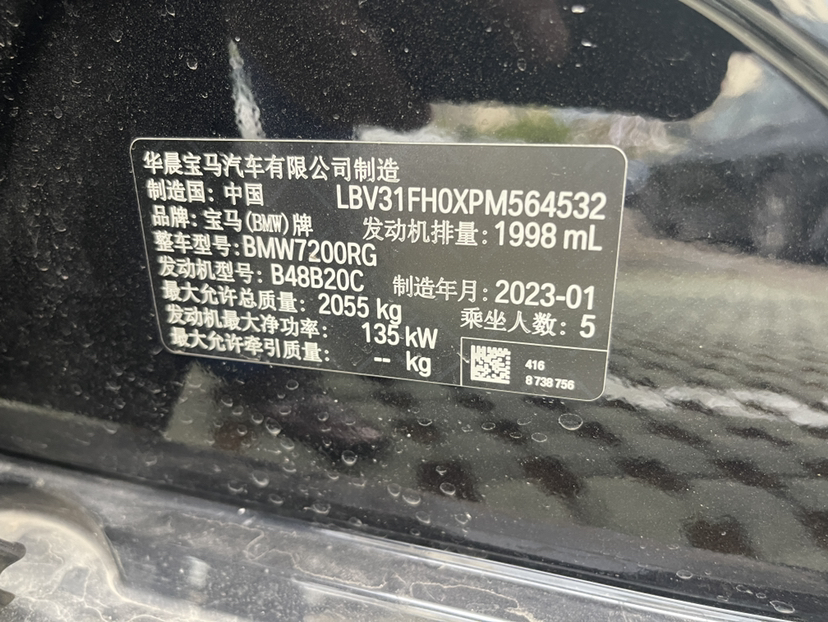 华晨宝马汽车有限公司制造
制造国: 中国 LBV31FH0XPM564532
品牌: 宝马(BMW)牌 发动机排量: 1998 mL
整车型号: BMW7200RG
发动机型号: B48B20C 制造年月: 2023-01
最大允许总质量: 2055 kg 乘坐人数: 5
发动机最大净功率: 135 kW
最大允许牵引质量: -- kg
416
8 738 756